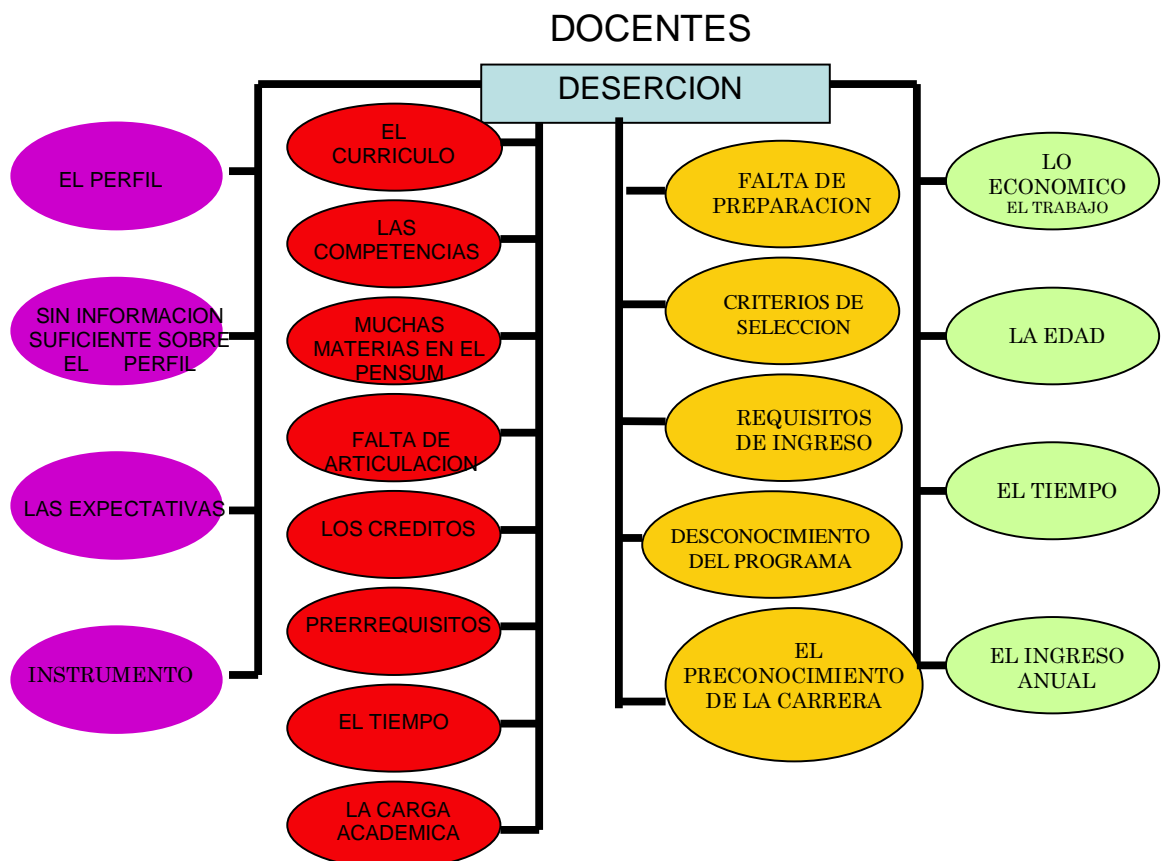 DOCENTES
DESERCION
EL PERFIL
SIN INFORMACION
SUFICIENTE SOBRE
EL PERFIL
LAS EXPECTATIVAS
INSTRUMENTO
EL
CURRICULO
LAS
COMPETENCIAS
MUCHAS
MATERIAS EN EL
PENSUM
FALTA DE
ARTICULACION
LOS CREDITOS
PRERREQUISITOS
EL TIEMPO
LA CARGA
ACADEMICA
FALTA DE
PREPARACION
CRITERIOS DE
SELECCION
REQUISITOS
DE INGRESO
DESCONOCIMIENTO
DEL PROGRAMA
EL
PRECONOCIMIENTO
DE LA CARRERA
LO
ECONOMICO
EL TRABAJO
LA EDAD
EL TIEMPO
EL INGRESO
ANUAL